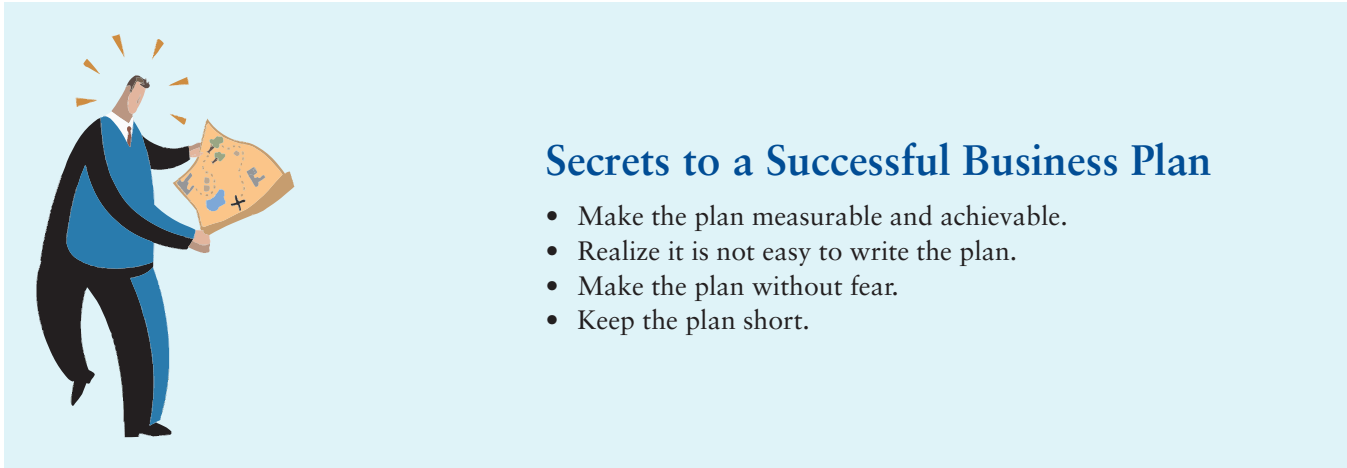 Secrets to a Successful Business Plan
• Make the plan measurable and achievable.
• Realize it is not easy to write the plan.
• Make the plan without fear.
• Keep the plan short.